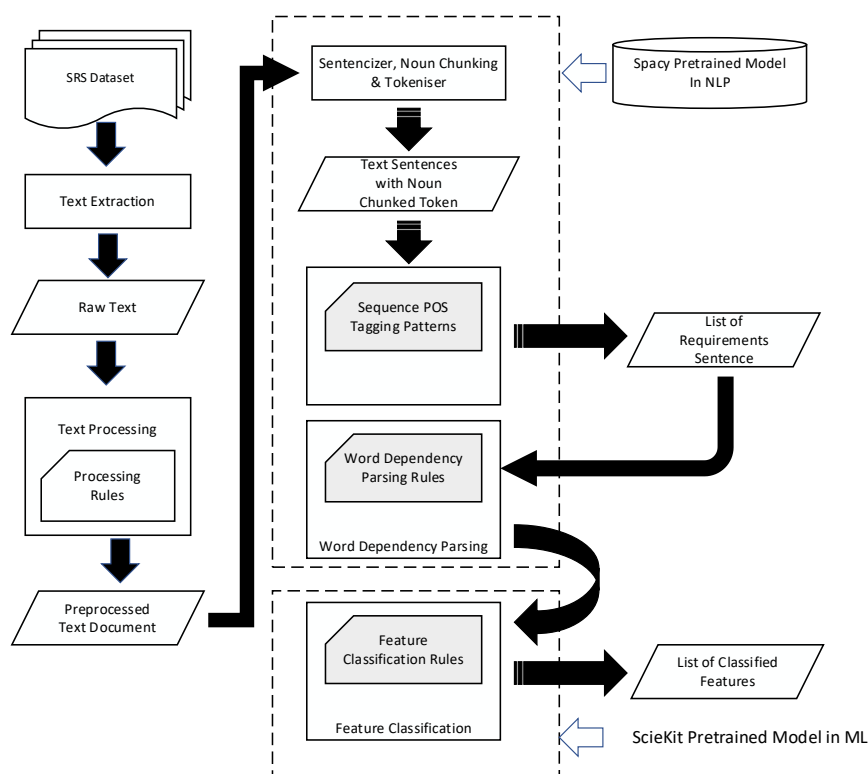 SRS Dataset
Text Extraction
Raw Text
Text Processing
Processing
Rules
Preprocessed
Text Document
Sentencizer, Noun Chunking
& Tokeniser
Spacy Pretrained Model
In NLP
Text Sentences
with Noun
Chunked Token
Sequence POS
Tagging Patterns
List of
Requirements
Sentence
Word Dependency
Parsing Rules
Word Dependency Parsing
Feature
Classification Rules
Feature Classification
List of Classified
Features
ScieKit Pretrained Model in ML